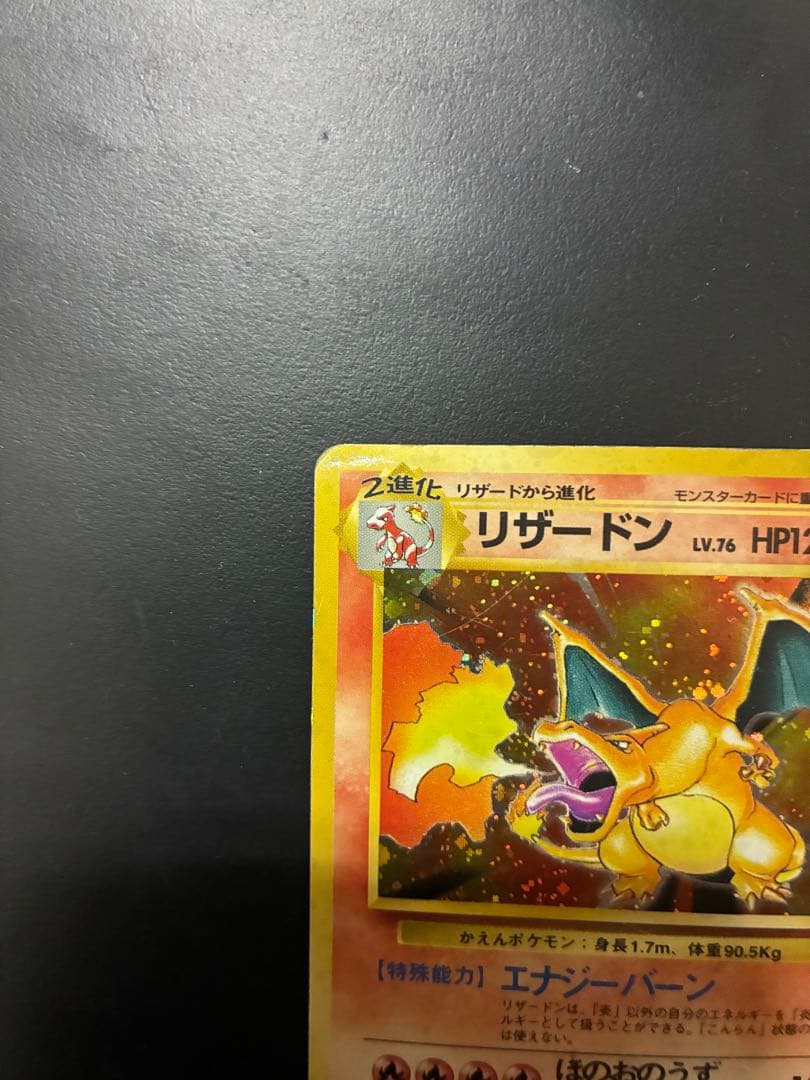 2進化 リザードから進化 モンスターカードに
リザードン LV.76 HP12
かえんポケモン：身長1.7m、体重90.5Kg
【特殊能力】エナジーバーン
リザードンは、『炎』以外の自分のエネルギーを『炎
ルギーとして扱うことができる。『こんらん』状態の
は使えない。
ほのおのうず